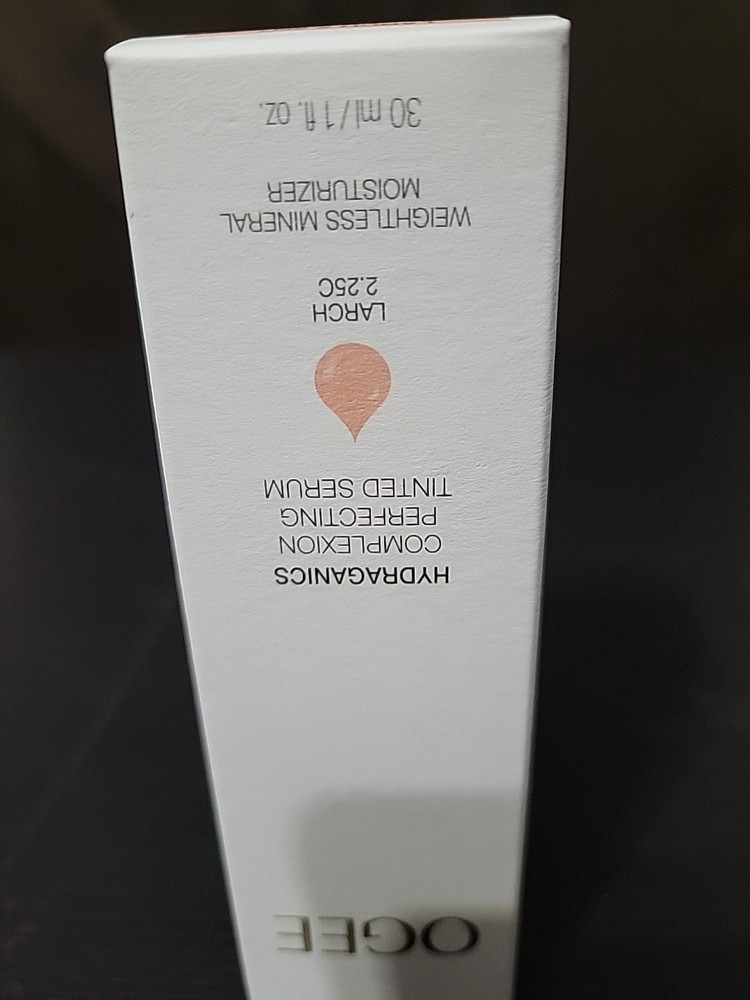 OGEE
HYDRAGANICS
COMPLEXION
PERFECTING
TINTED SERUM
LARCH
2.25C
WEIGHTLESS MINERAL
MOISTURIZER
30 ml/1 fl. oz.